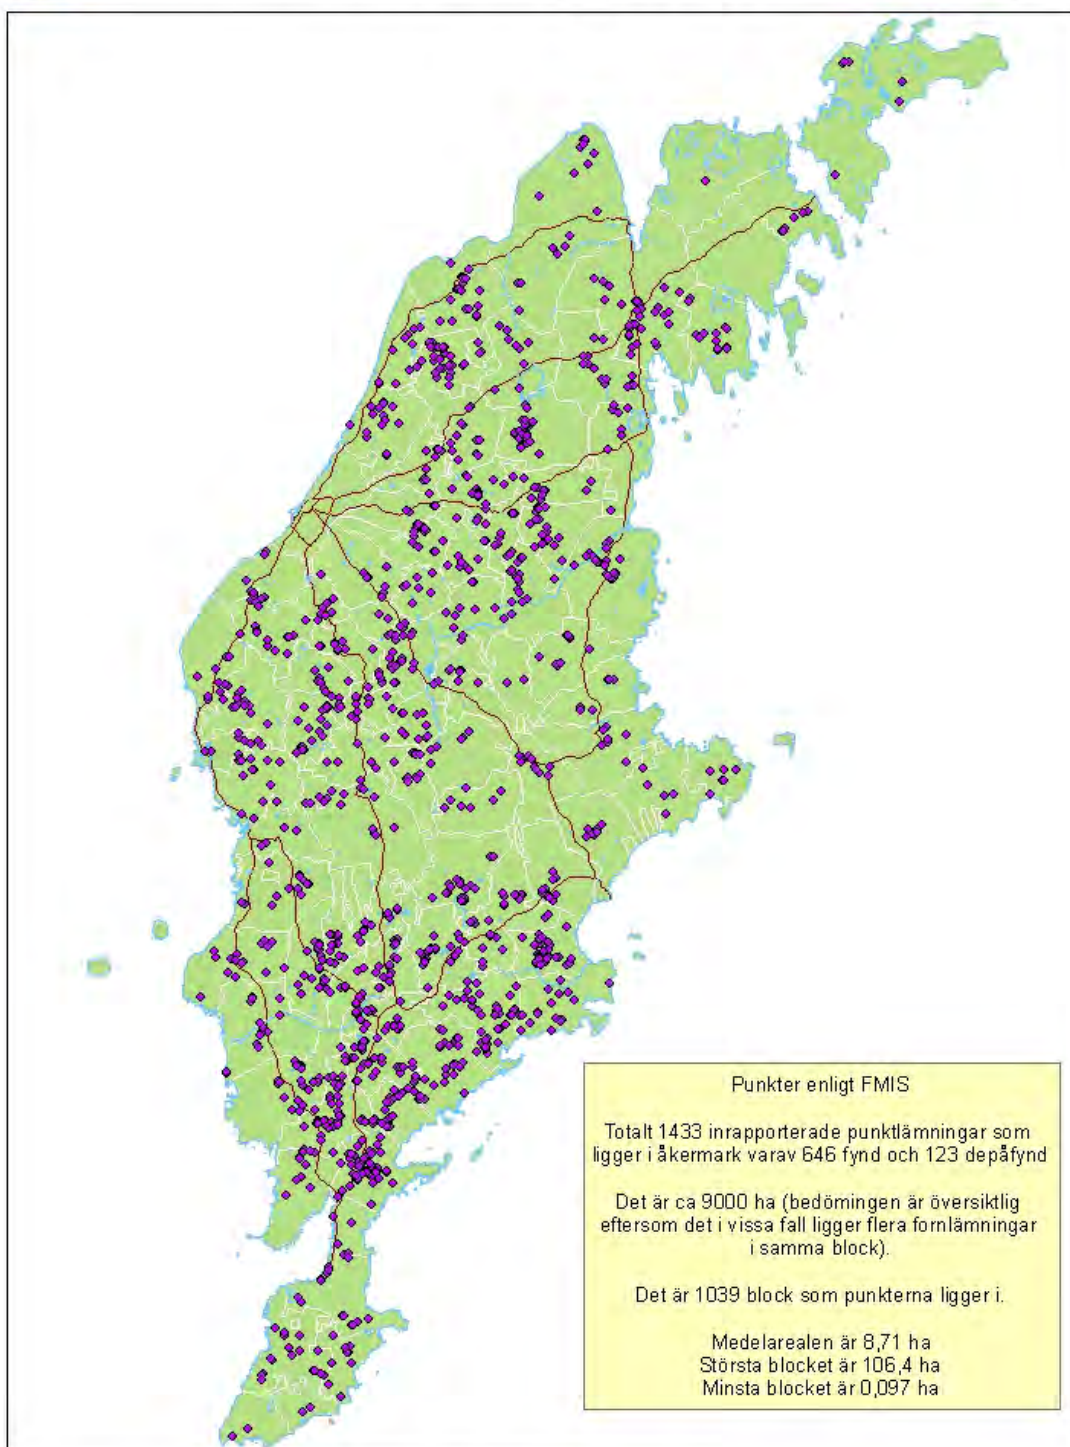 Punkter enligt FMIS
Totalt 1433 inrapporterade punktlämningar som
ligger i åkermark varav 646 fynd och 123 depåfynd
Det är ca 9000 ha (bedömingen är översiktlig
eftersom det i vissa fall ligger flera fornlämningar
i samma block).
Det är 1039 block som punkterna ligger i.
Medelarealen är 8,71 ha
Största blocket är 106,4 ha
Minsta blocket är 0,097 ha